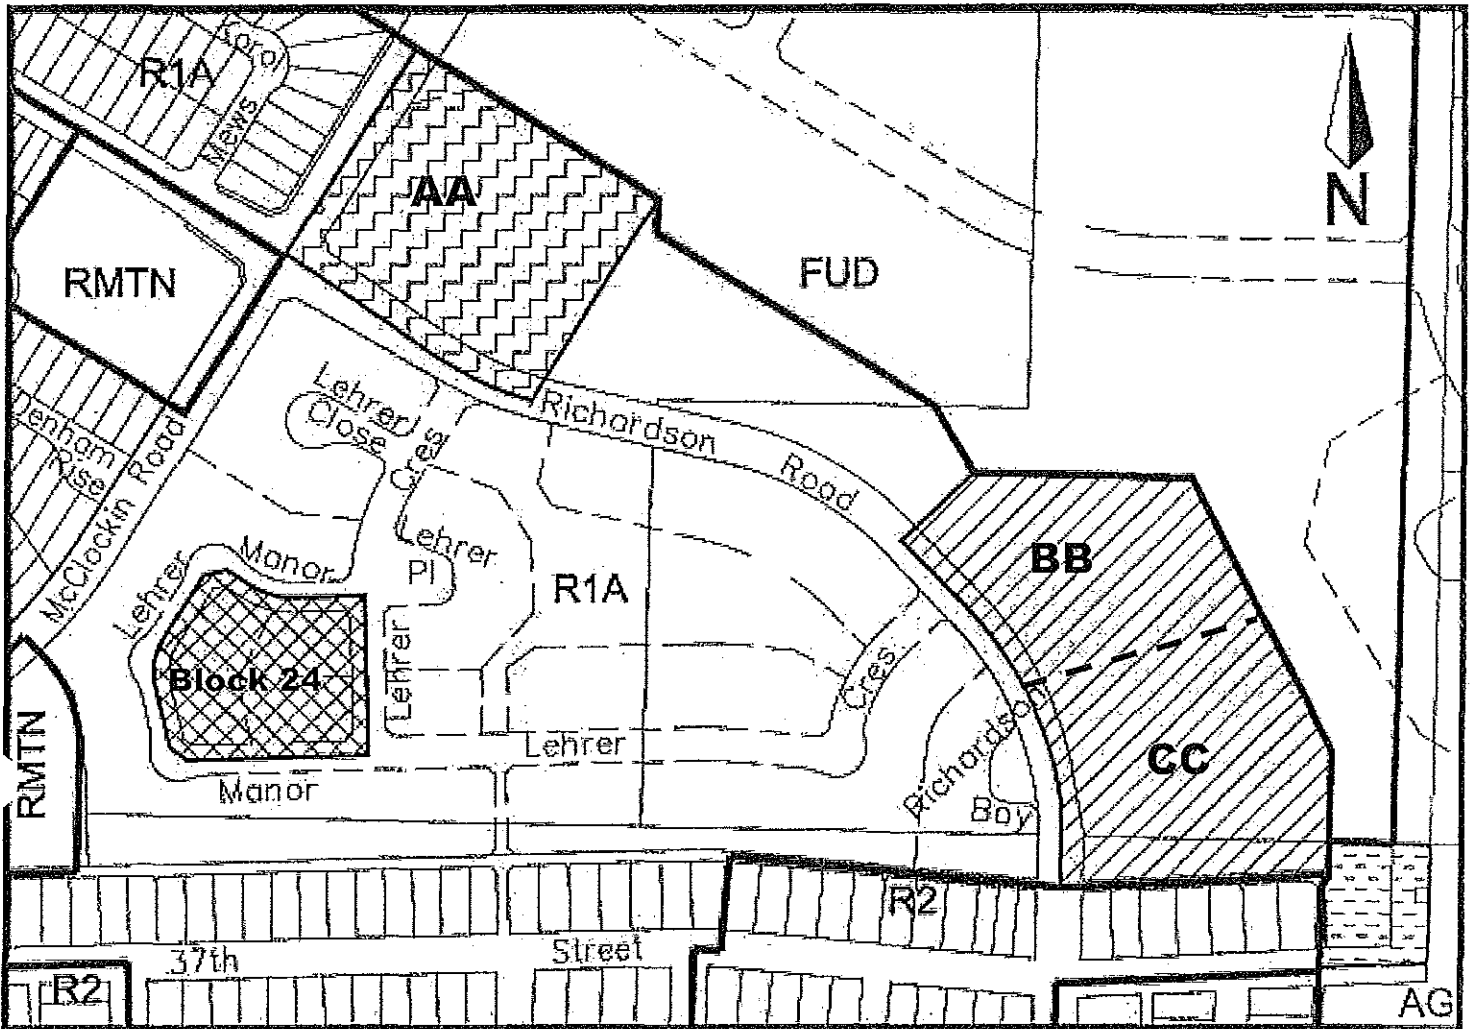 Koro
R1A
Mews
AA
N
RMTN
FUD
Lehrer
Close
Cres
Richardson
Road
Denham
Rise
McClockin Road
Manor
Lehrer
Lehrer
Pl
R1A
BB
Block 24
Lehrer
Cres
Richardson
Lehrer
CC
RMTN
Manor
Bay
R2
37th
Street
R2
AG